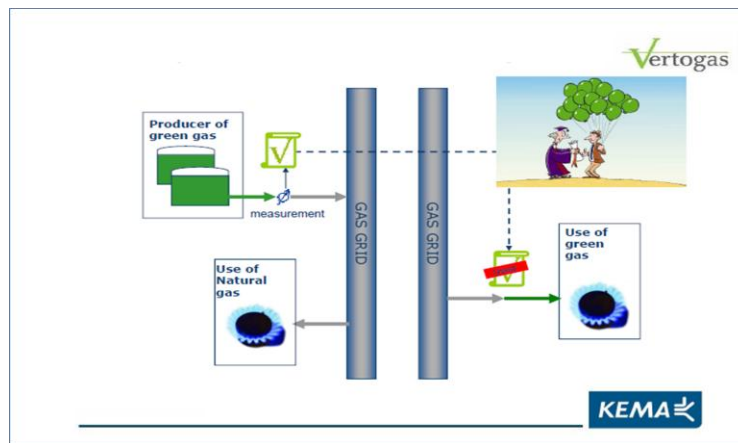 Vertogas
Producer of
green gas
measurement
GAS GRID
GAS GRID
Use of
Natural
gas
Use of
green
gas
KEMA